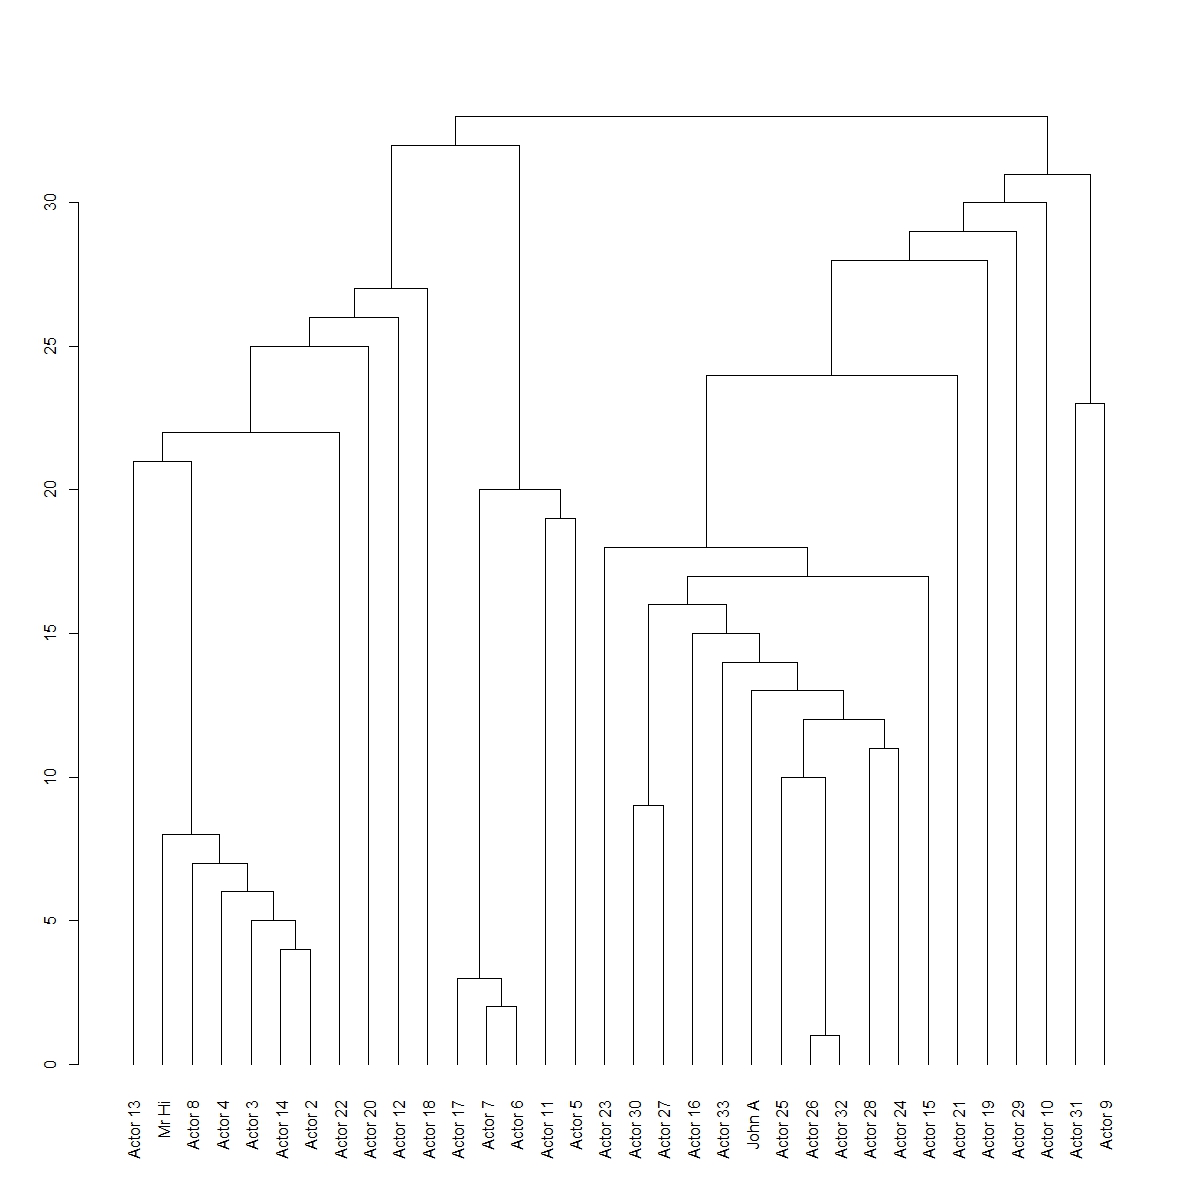 30
25
20
15
10
5
0
Actor 13
Mr Hi
Actor 8
Actor 4
Actor 3
Actor 14
Actor 2
Actor 22
Actor 20
Actor 12
Actor 18
Actor 17
Actor 7
Actor 6
Actor 11
Actor 5
Actor 23
Actor 30
Actor 27
Actor 16
Actor 33
John A
Actor 25
Actor 26
Actor 32
Actor 28
Actor 24
Actor 15
Actor 21
Actor 19
Actor 29
Actor 10
Actor 31
Actor 9